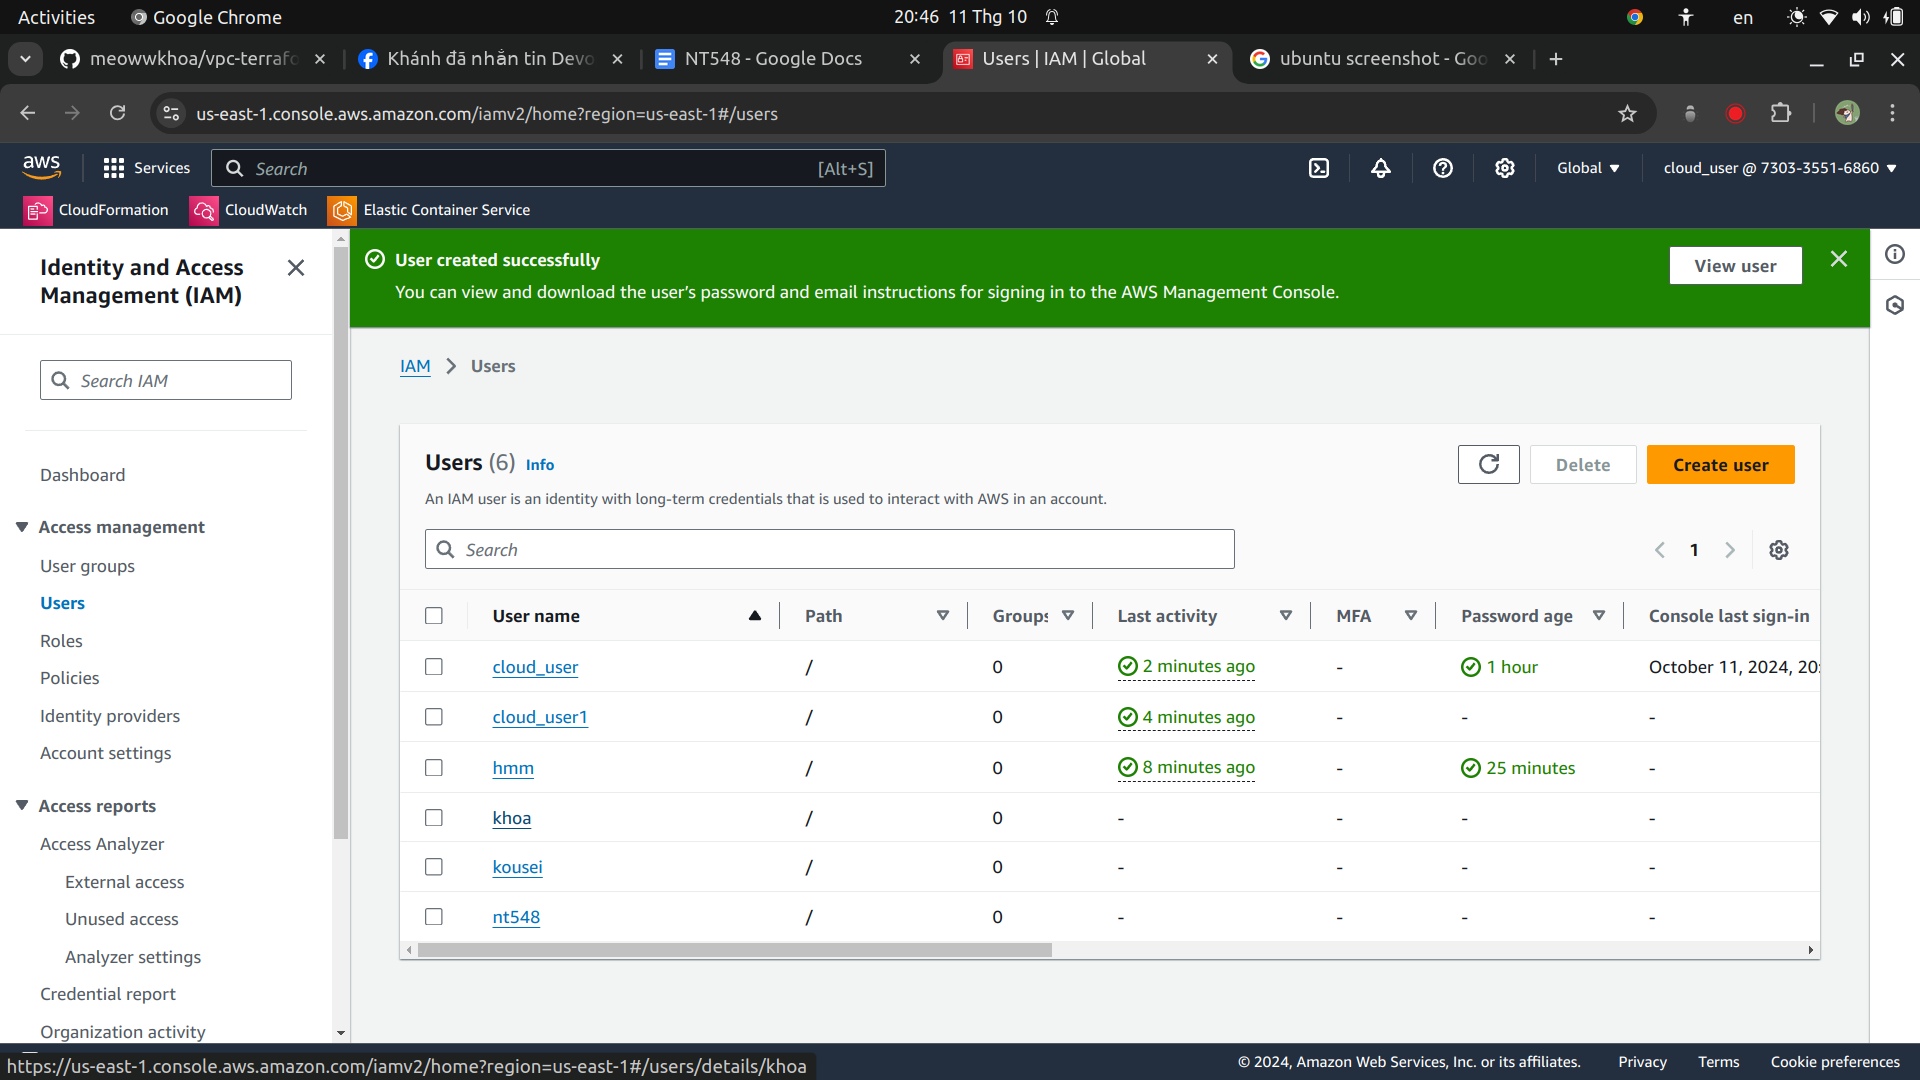 Activities
Google Chrome
20:46 11 Thg 10
en
meowwkhoa/vpc-terrafo
Khánh đã nhắn tin Devo
NT548 - Google Docs
Users | IAM | Global
ubuntu screenshot - Goo
us-east-1.console.aws.amazon.com/iamv2/home?region=us-east-1#/users
aws
Services
Search
[Alt+S]
Global
cloud_user @ 7303-3551-6860
CloudFormation
CloudWatch
Elastic Container Service
Identity and Access
Management (IAM)
Search IAM
Dashboard
Access management
User groups
Users
Roles
Policies
Identity providers
Account settings
Access reports
Access Analyzer
External access
Unused access
Analyzer settings
Credential report
Organization activity
User created successfully
You can view and download the user's password and email instructions for signing in to the AWS Management Console.
View user
IAM > Users
Users (6) Info
An IAM user is an identity with long-term credentials that is used to interact with AWS in an account.
Delete
Create user
Search
1
User name Path Groups Last activity MFA Password age Console last sign-in
cloud_user / 0 2 minutes ago - 1 hour October 11, 2024, 20:
cloud_user1 / 0 4 minutes ago - - -
hmm / 0 8 minutes ago - 25 minutes -
khoa / 0 - - - -
kousei / 0 - - - -
nt548 / 0 - - - -
https://us-east-1.console.aws.amazon.com/iamv2/home?region=us-east-1#/users/details/khoa
© 2024, Amazon Web Services, Inc. or its affiliates.
Privacy
Terms
Cookie preferences